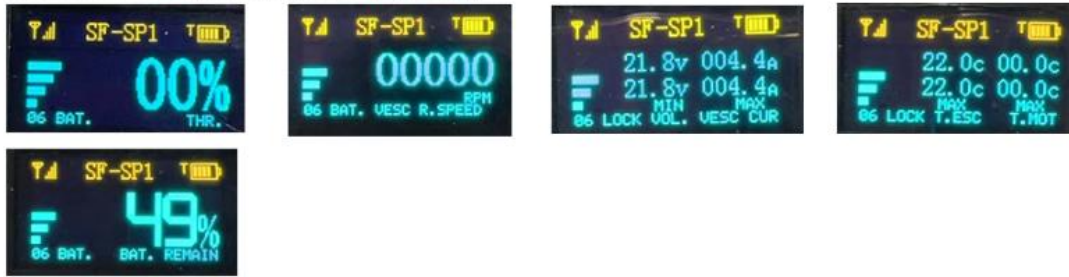 SF-SP1 T
00%
06 BAT. THR.
SF-SP1 T
00000
RPM
06 BAT. VESC R.SPEED
SF-SP1 T
21.8v 004.4A
21.8v 004.4A
MIN MAX
06 LOCK VOL. VESC CUR
SF-SP1 T
22.0c 00.0c
22.0c 00.0c
MAX MAX
06 LOCK T.ESC T.MOT
SF-SP1 T
49%
06 BAT. BAT. REMAIN